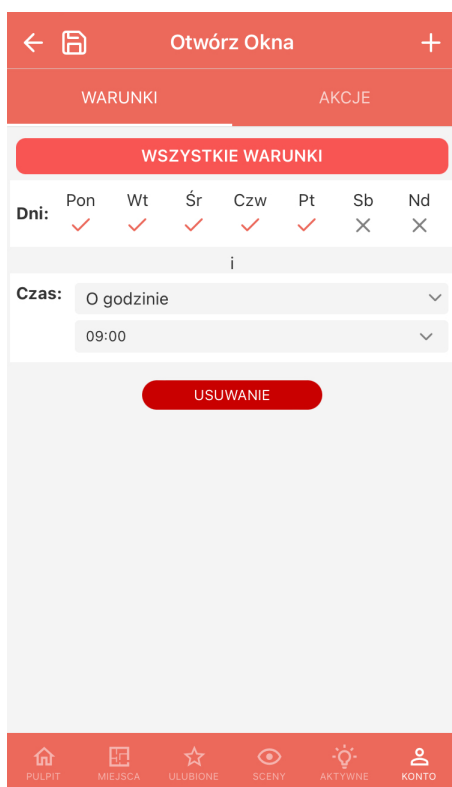 Otwórz Okna
WARUNKI AKCJE
WSZYSTKIE WARUNKI
Dni: Pon Wt Śr Czw Pt Sb Nd
i
Czas: O godzinie
09:00
USUWANIE
PULPIT MIEJSCA ULUBIONE SCENY AKTYWNE KONTO